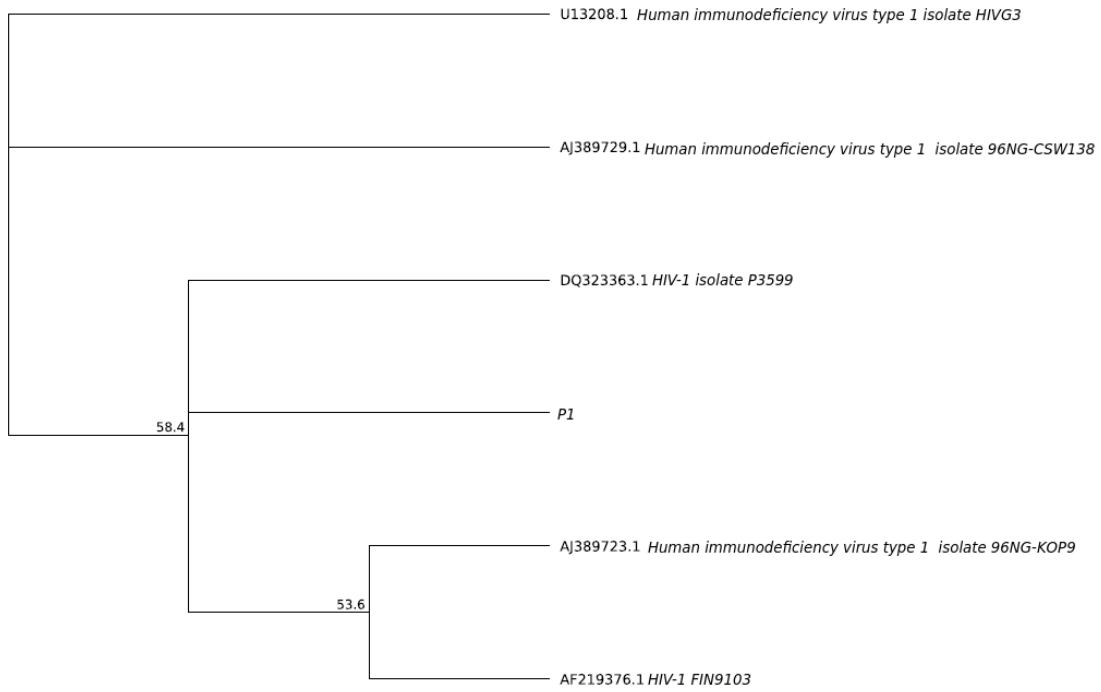 U13208.1 Human immunodeficiency virus type 1 isolate HIVG3
AJ389729.1 Human immunodeficiency virus type 1 isolate 96NG-CSW138
DQ323363.1 HIV-1 isolate P3599
P1
58.4
AJ389723.1 Human immunodeficiency virus type 1 isolate 96NG-KOP9
53.6
AF219376.1 HIV-1 FIN9103